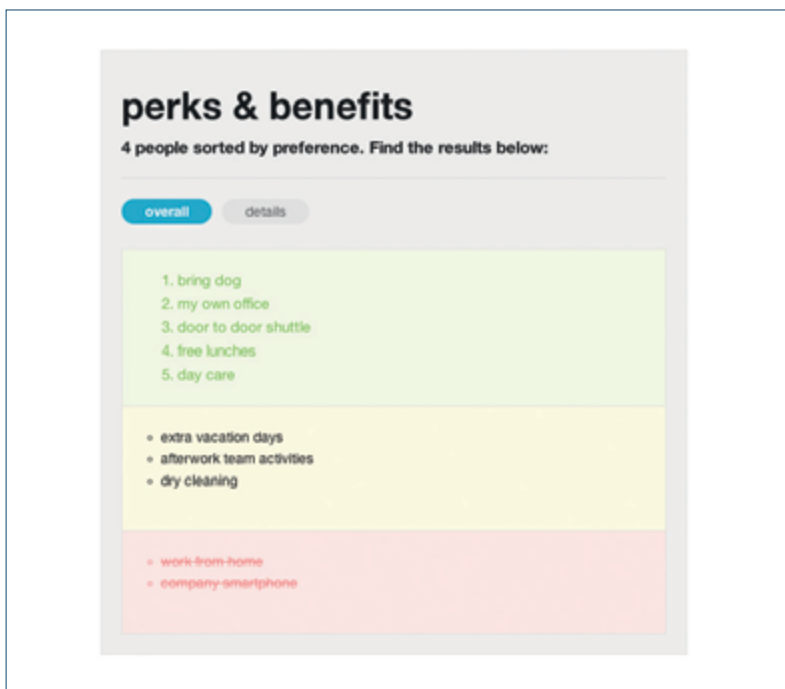 perks & benefits
4 people sorted by preference. Find the results below:
overall details
1. bring dog
2. my own office
3. door to door shuttle
4. free lunches
5. day care
extra vacation days
afterwork team activities
dry cleaning
work from home
company smartphone